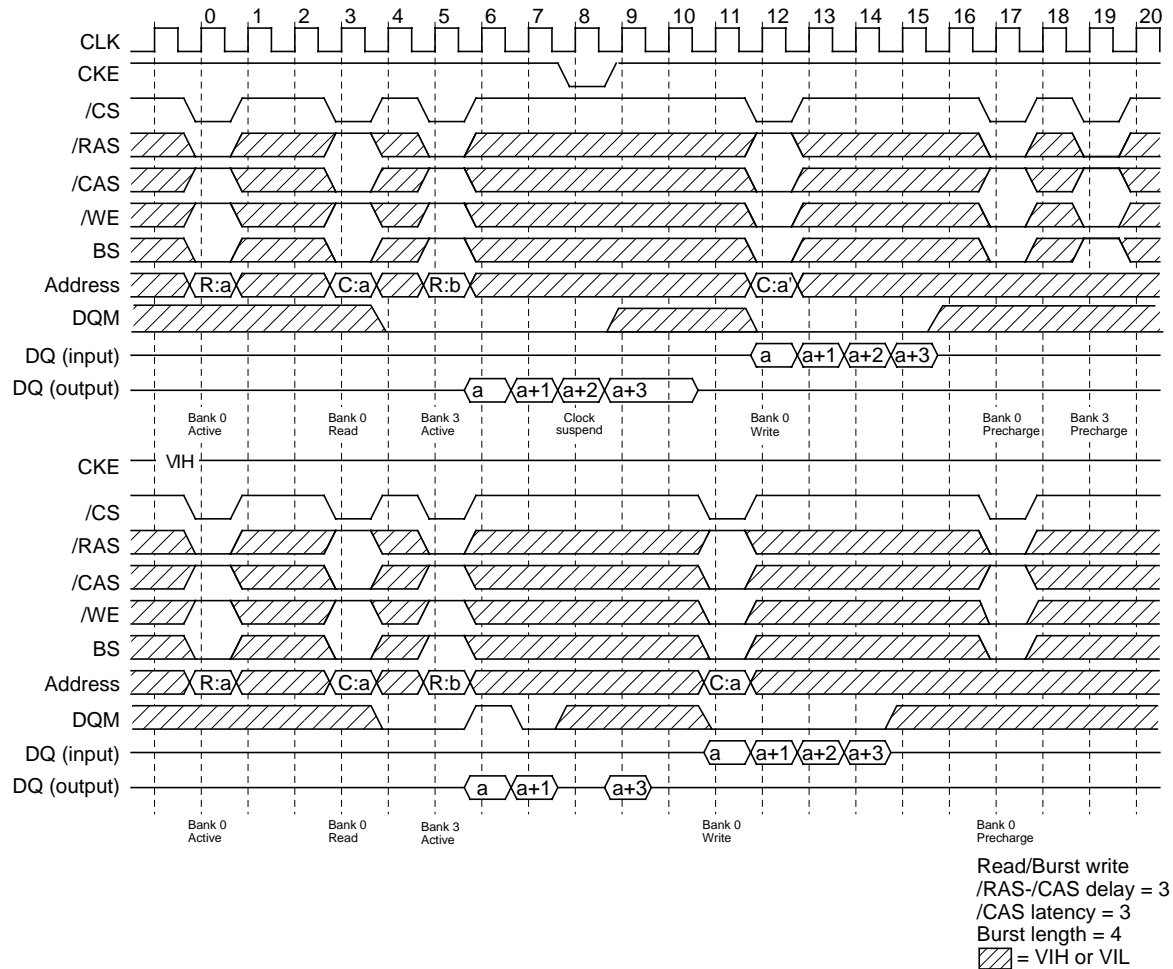 0 1 2 3 4 5 6 7 8 9 10 11 12 13 14 15 16 17 18 19 20
CLK
CKE
/CS
/RAS
/CAS
/WE
BS
Address R:a C:a R:b C:a'
DQM
DQ (input) a a+1 a+2 a+3
DQ (output) a a+1 a+2 a+3
Bank 0 Bank 0 Bank 3 Clock Bank 0 Bank 0 Bank 3
Active Read Active suspend Write Precharge Precharge
CKE VIH
/CS
/RAS
/CAS
/WE
BS
Address R:a C:a R:b C:a
DQM
DQ (input) a a+1 a+2 a+3
DQ (output) a a+1 a+3
Bank 0 Bank 0 Bank 3 Bank 0 Bank 0
Active Read Active Write Precharge
Read/Burst write
/RAS-/CAS delay = 3
/CAS latency = 3
Burst length = 4
= VIH or VIL